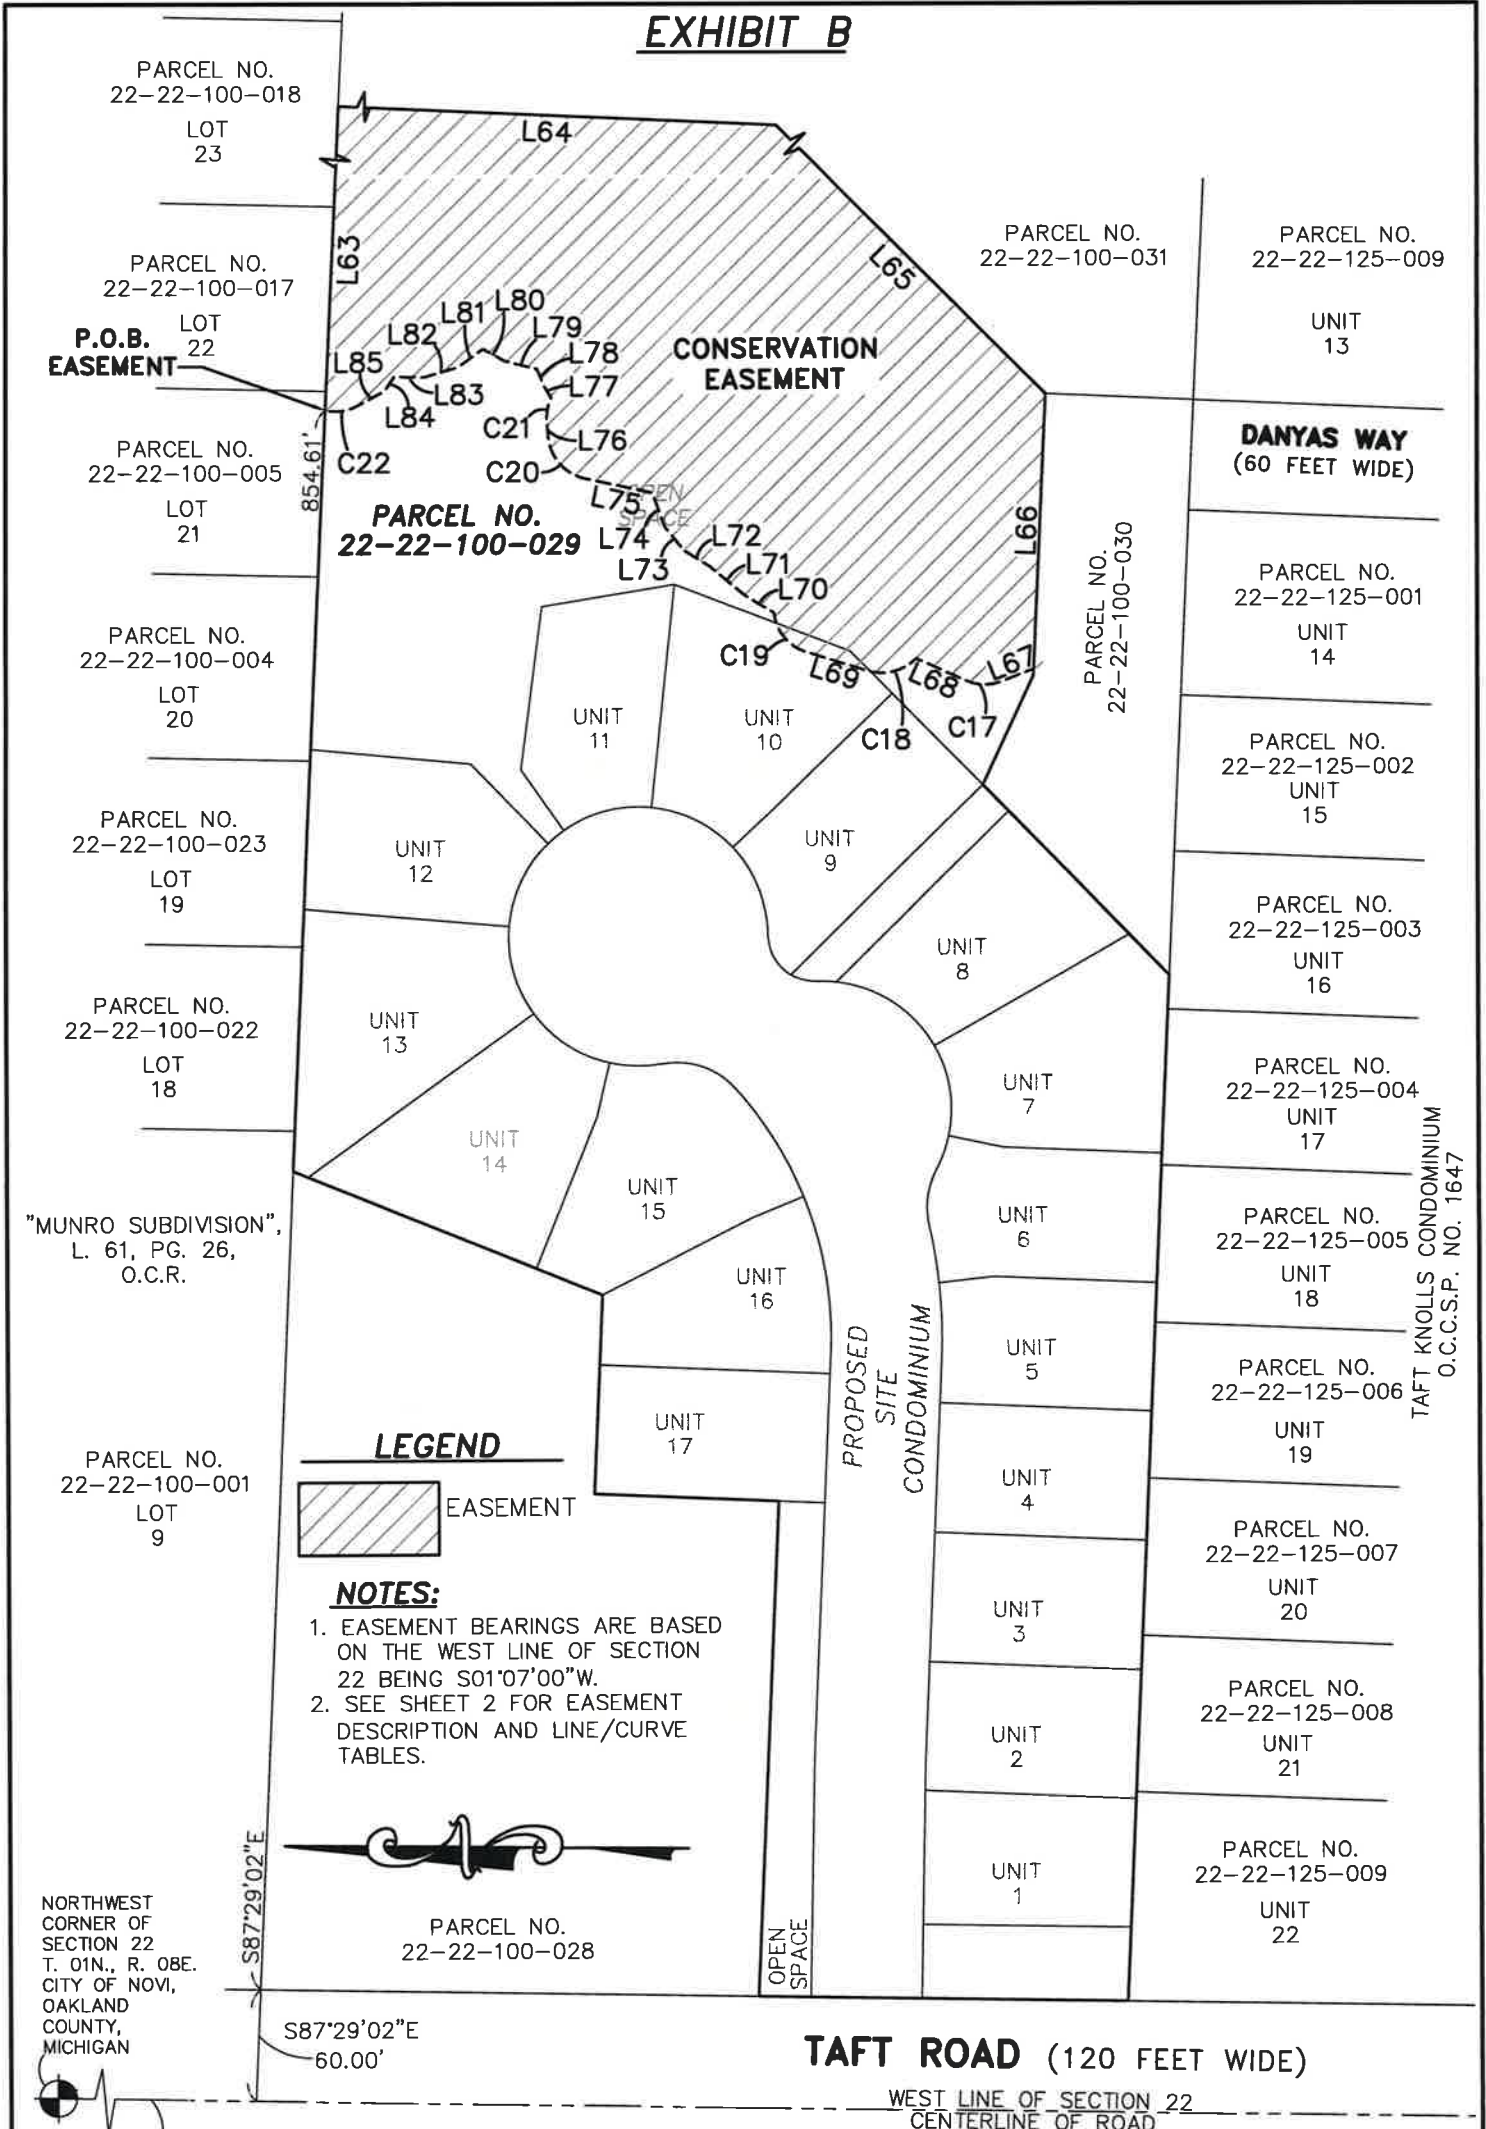 EXHIBIT B
PARCEL NO.
22-22-100-018
LOT
23
L64
L63
L65
PARCEL NO.
22-22-100-031
PARCEL NO.
22-22-125-009
UNIT
13
PARCEL NO.
22-22-100-017
LOT
22
P.O.B.
EASEMENT
L85
L82
L81
L80
L79
L78
L77
L84
L83
C21
L76
C20
C22
CONSERVATION
EASEMENT
854.61'
L75
OPEN
SPACE
L74
L73
L72
L71
L70
L66
DANYAS WAY
(60 FEET WIDE)
PARCEL NO.
22-22-100-005
LOT
21
PARCEL NO.
22-22-100-029
PARCEL NO.
22-22-100-030
PARCEL NO.
22-22-125-001
UNIT
14
PARCEL NO.
22-22-100-004
LOT
20
C19
L69
L68
L67
C18
C17
UNIT
11
UNIT
10
PARCEL NO.
22-22-125-002
UNIT
15
PARCEL NO.
22-22-100-023
LOT
19
UNIT
12
UNIT
9
PARCEL NO.
22-22-125-003
UNIT
16
UNIT
8
PARCEL NO.
22-22-100-022
LOT
18
UNIT
13
UNIT
7
PARCEL NO.
22-22-125-004
UNIT
17
UNIT
14
UNIT
15
UNIT
6
PARCEL NO.
22-22-125-005
UNIT
18
TAFT KNOLLS CONDOMINIUM
O.C.C.S.P. NO. 1647
"MUNRO SUBDIVISION",
L. 61, PG. 26,
O.C.R.
UNIT
16
UNIT
5
PARCEL NO.
22-22-125-006
UNIT
19
PROPOSED
SITE
CONDOMINIUM
UNIT
17
UNIT
4
PARCEL NO.
22-22-100-001
LOT
9
LEGEND
EASEMENT
PARCEL NO.
22-22-125-007
UNIT
20
NOTES:
1. EASEMENT BEARINGS ARE BASED
ON THE WEST LINE OF SECTION
22 BEING S01°07'00"W.
2. SEE SHEET 2 FOR EASEMENT
DESCRIPTION AND LINE/CURVE
TABLES.
UNIT
3
UNIT
2
PARCEL NO.
22-22-125-008
UNIT
21
UNIT
1
PARCEL NO.
22-22-125-009
UNIT
22
S87°29'02"E
NORTHWEST
CORNER OF
SECTION 22
T. 01N., R. 08E.
CITY OF NOVI,
OAKLAND
COUNTY,
MICHIGAN
PARCEL NO.
22-22-100-028
OPEN
SPACE
S87°29'02"E
60.00'
TAFT ROAD (120 FEET WIDE)
WEST LINE OF SECTION 22
CENTERLINE OF ROAD